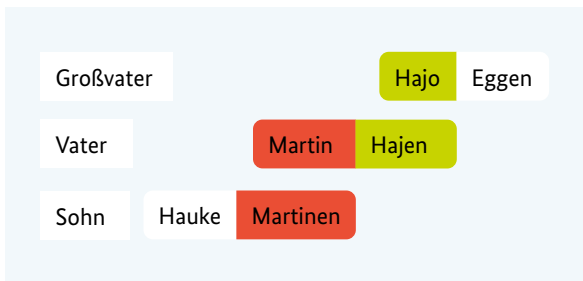 Großvater Hajo Eggen
Vater Martin Hajen
Sohn Hauke Martinen